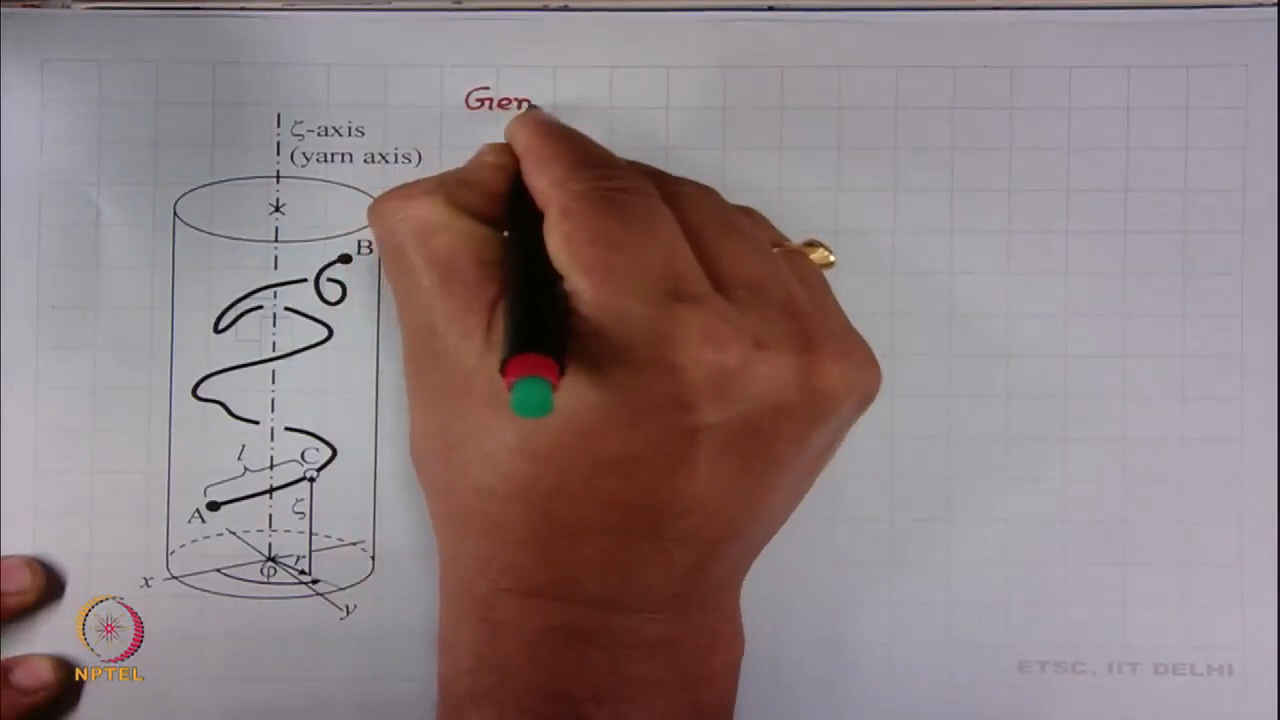 Gen
ζ-axis
(yarn axis)
B
l
C
A
ζ
r
φ
x
y
NPTEL
ETSC, IIT DELHI